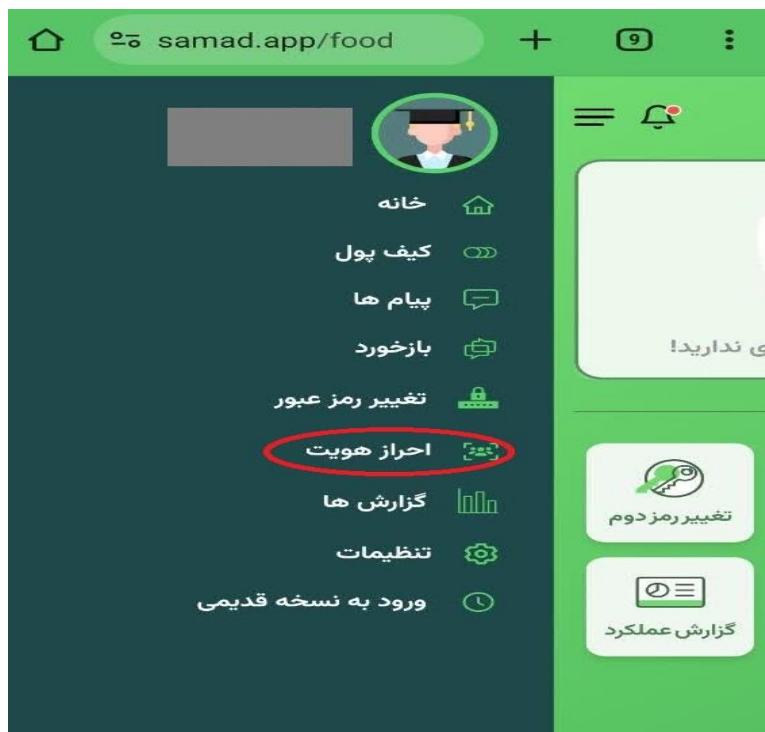 samad.app/food
9
خانه
کیف پول
پیام ها
بازخورد
تغییر رمز عبور
احراز هویت
گزارش ها
تنظیمات
ورود به نسخه قدیمی
ی ندارید!
تغییر رمز دوم
گزارش عملکرد